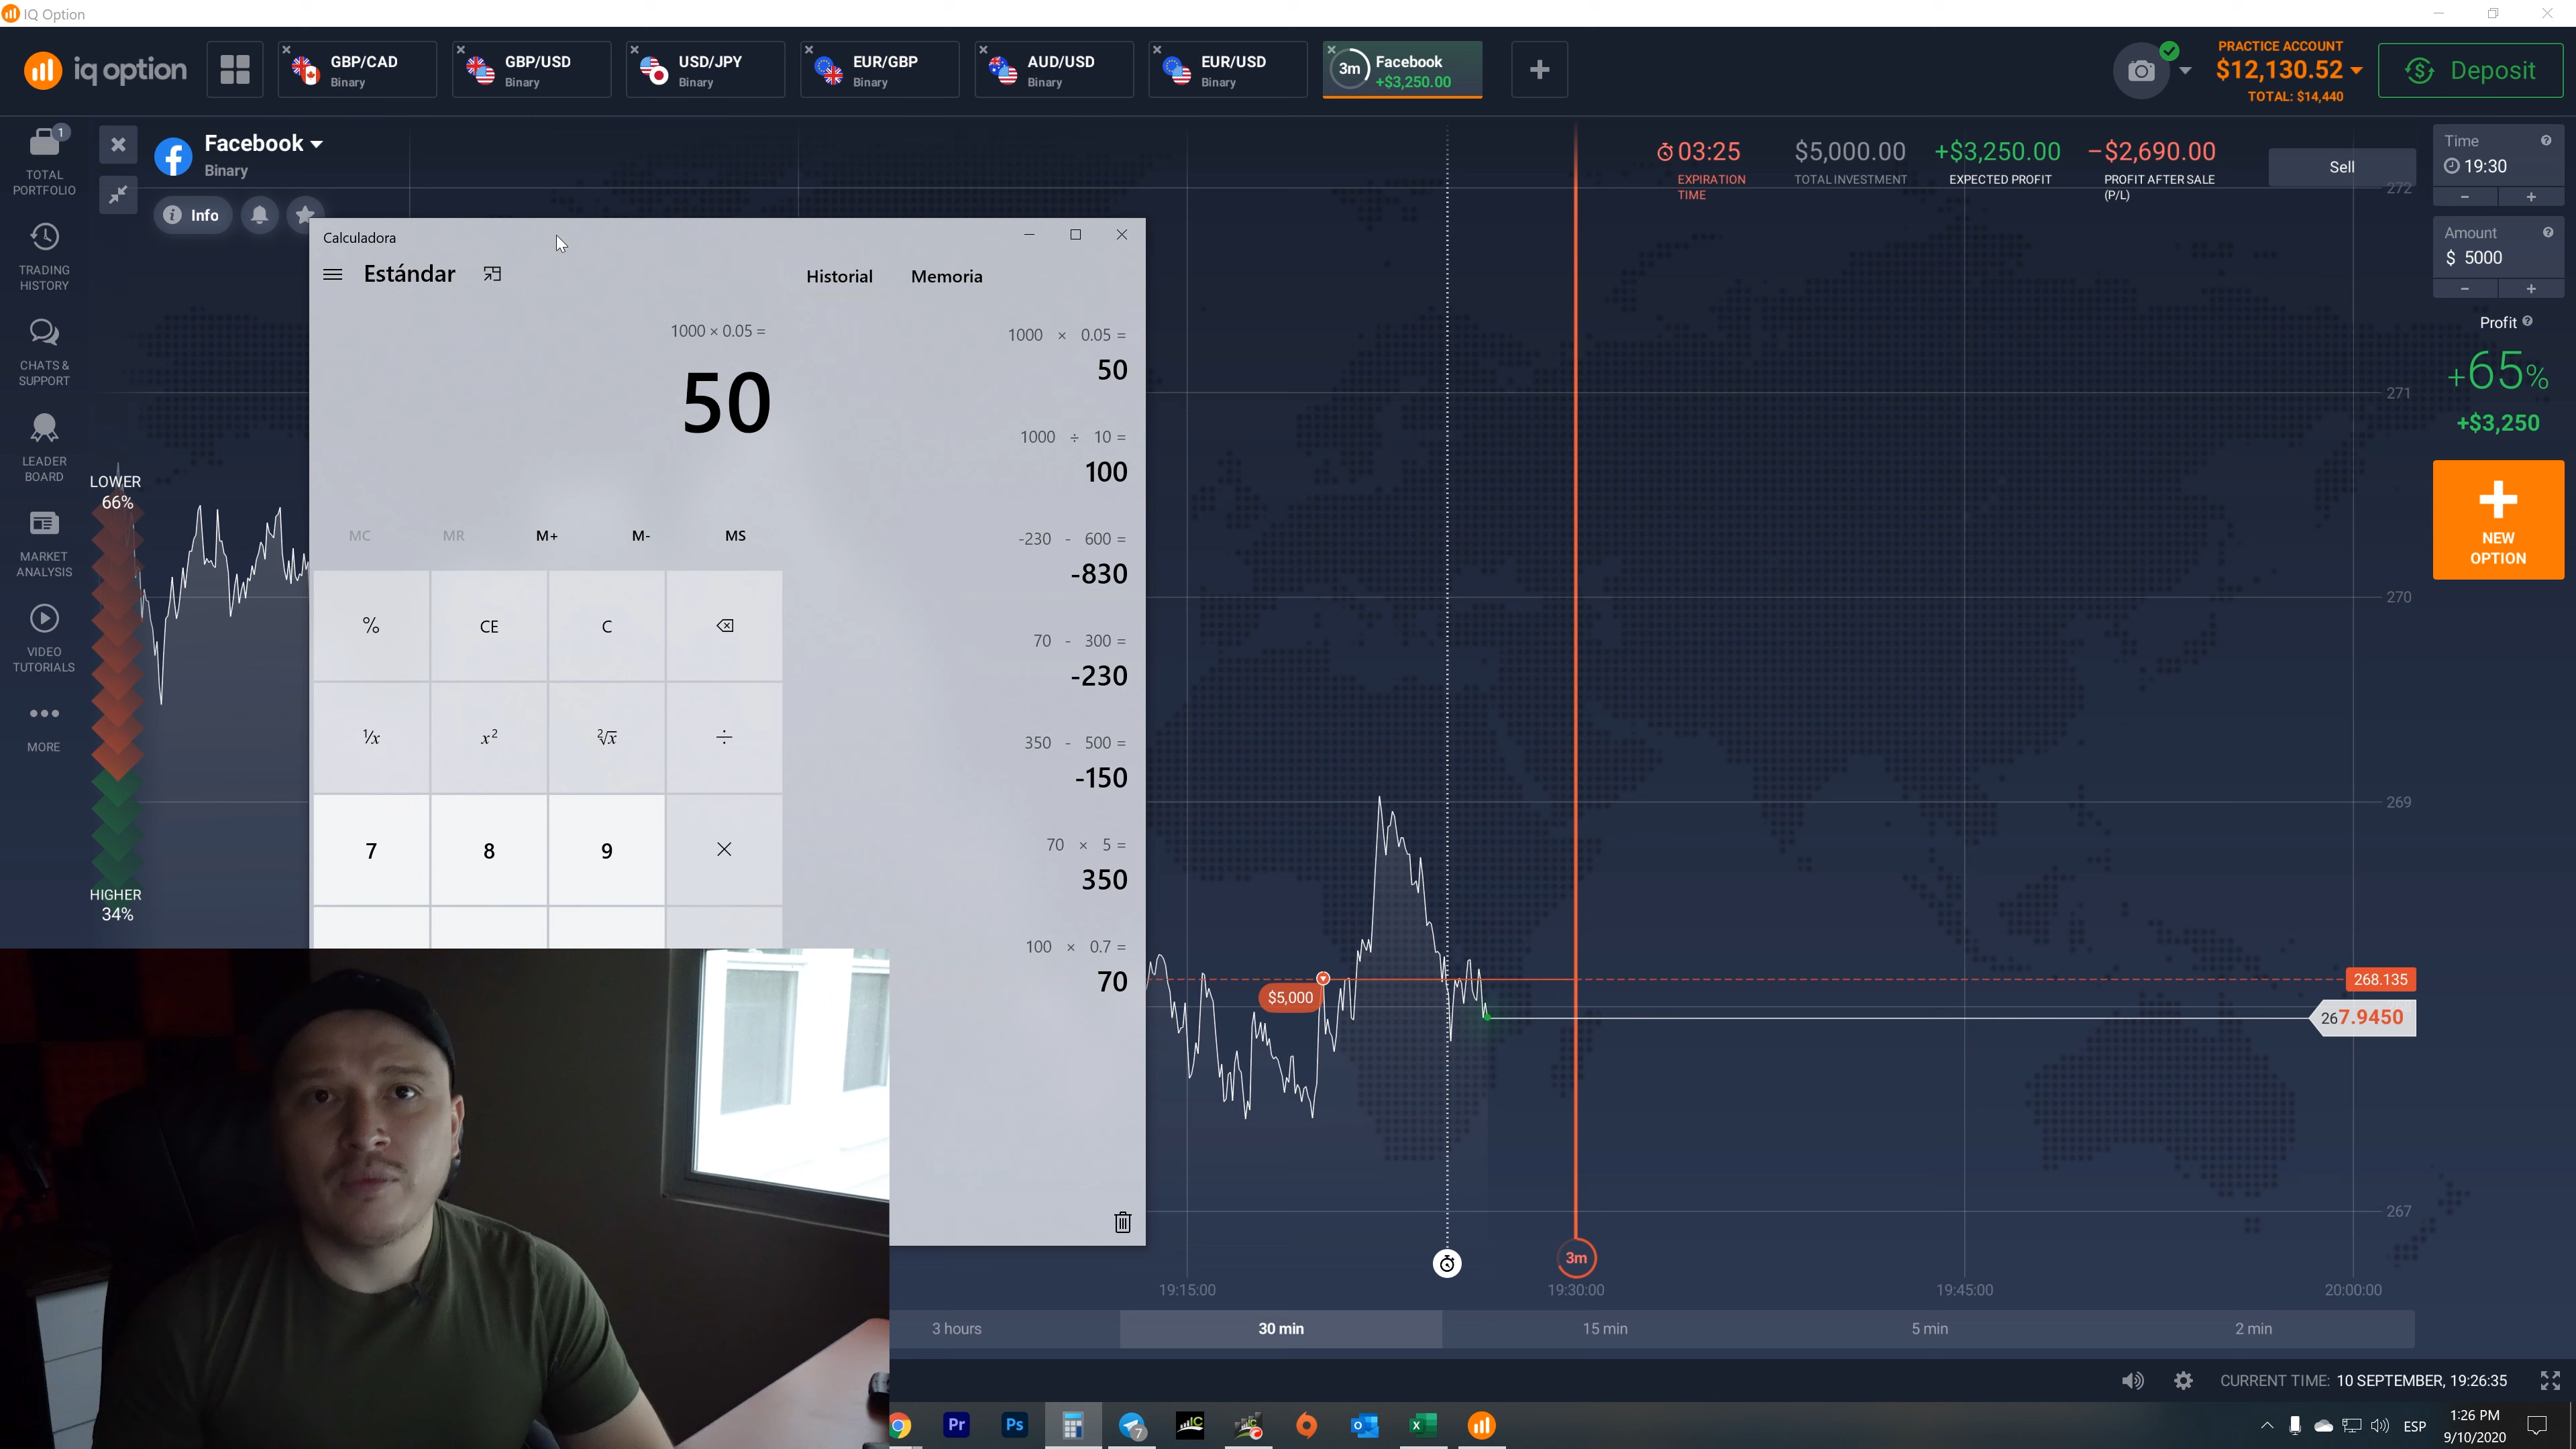 IQ Option
iq option
GBP/CAD
Binary
GBP/USD
Binary
USD/JPY
Binary
EUR/GBP
Binary
AUD/USD
Binary
EUR/USD
Binary
3m
Facebook
+$3,250.00
PRACTICE ACCOUNT
$12,130.52
TOTAL: $14,440
Deposit
1
TOTAL
PORTFOLIO
TRADING
HISTORY
CHATS &
SUPPORT
LEADER
BOARD
MARKET
ANALYSIS
VIDEO
TUTORIALS
MORE
Facebook
Binary
Info
03:25
EXPIRATION
TIME
$5,000.00
TOTAL INVESTMENT
+$3,250.00
EXPECTED PROFIT
−$2,690.00
PROFIT AFTER SALE
(P/L)
Sell
Time
19:30
Amount
$ 5000
Profit
+65%
+$3,250
NEW
OPTION
LOWER
66%
HIGHER
34%
Calculadora
Estándar
Historial
Memoria
1000 × 0.05 =
50
MC MR M+ M- MS
% CE C
1/x x² ²√x ÷
7 8 9 ×
1000 × 0.05 =
50
1000 ÷ 10 =
100
-230 - 600 =
-830
70 - 300 =
-230
350 - 500 =
-150
70 × 5 =
350
100 × 0.7 =
70
272
271
270
269
268.135
267.9450
267
$5,000
3m
19:15:00
19:30:00
19:45:00
20:00:00
3 hours
30 min
15 min
5 min
2 min
CURRENT TIME: 10 SEPTEMBER, 19:26:35
Pr
Ps
7
IC
ESP
1:26 PM
9/10/2020